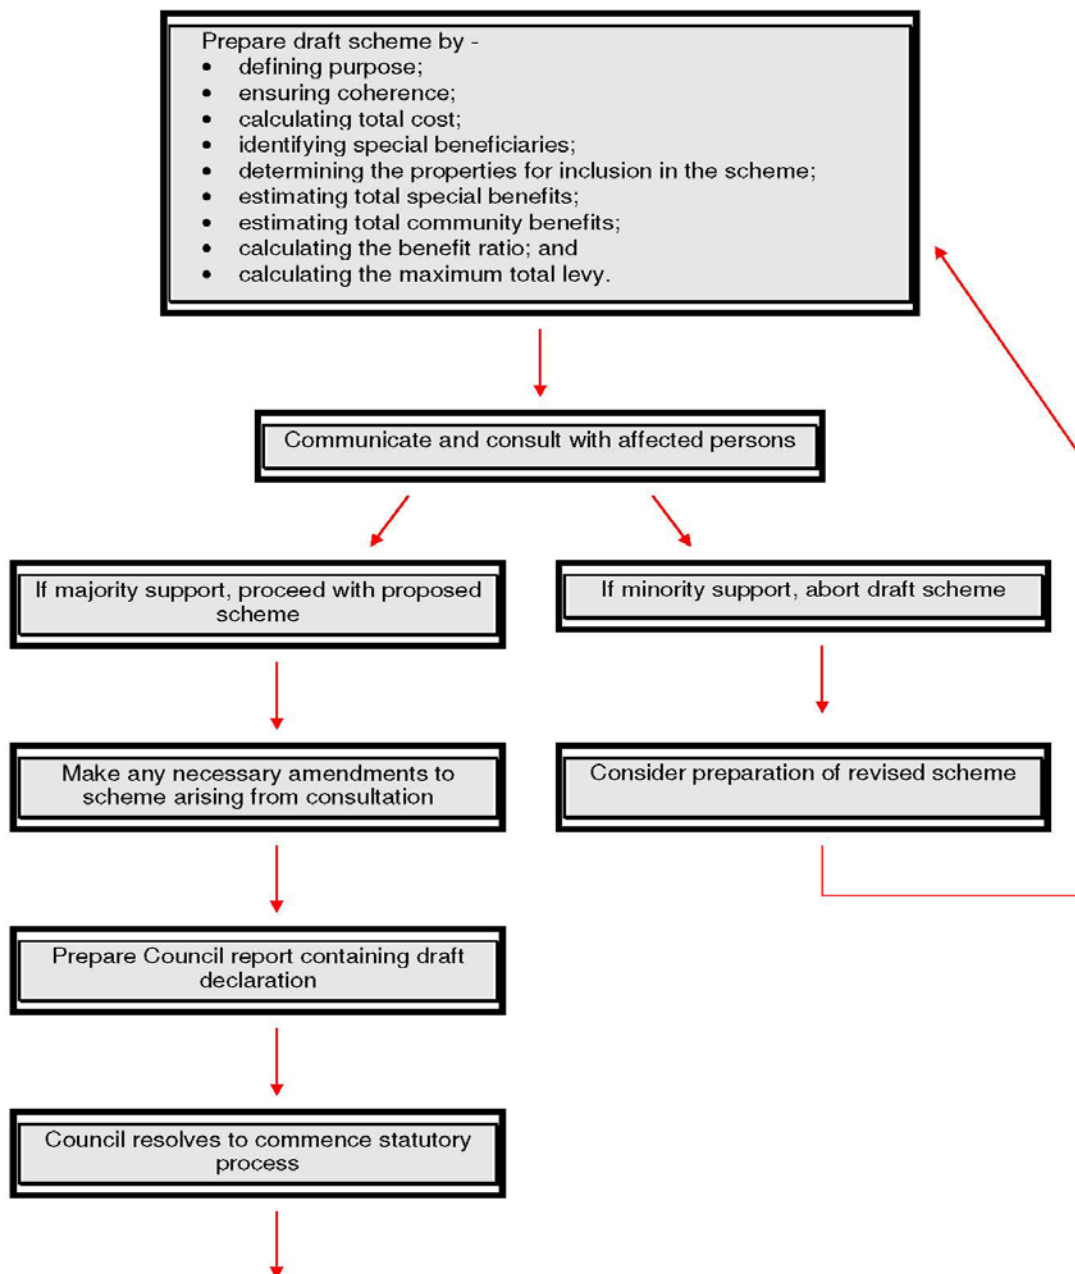 Prepare draft scheme by -
• defining purpose;
• ensuring coherence;
• calculating total cost;
• identifying special beneficiaries;
• determining the properties for inclusion in the scheme;
• estimating total special benefits;
• estimating total community benefits;
• calculating the benefit ratio; and
• calculating the maximum total levy.
Communicate and consult with affected persons
If majority support, proceed with proposed
scheme
If minority support, abort draft scheme
Make any necessary amendments to
scheme arising from consultation
Consider preparation of revised scheme
Prepare Council report containing draft
declaration
Council resolves to commence statutory
process